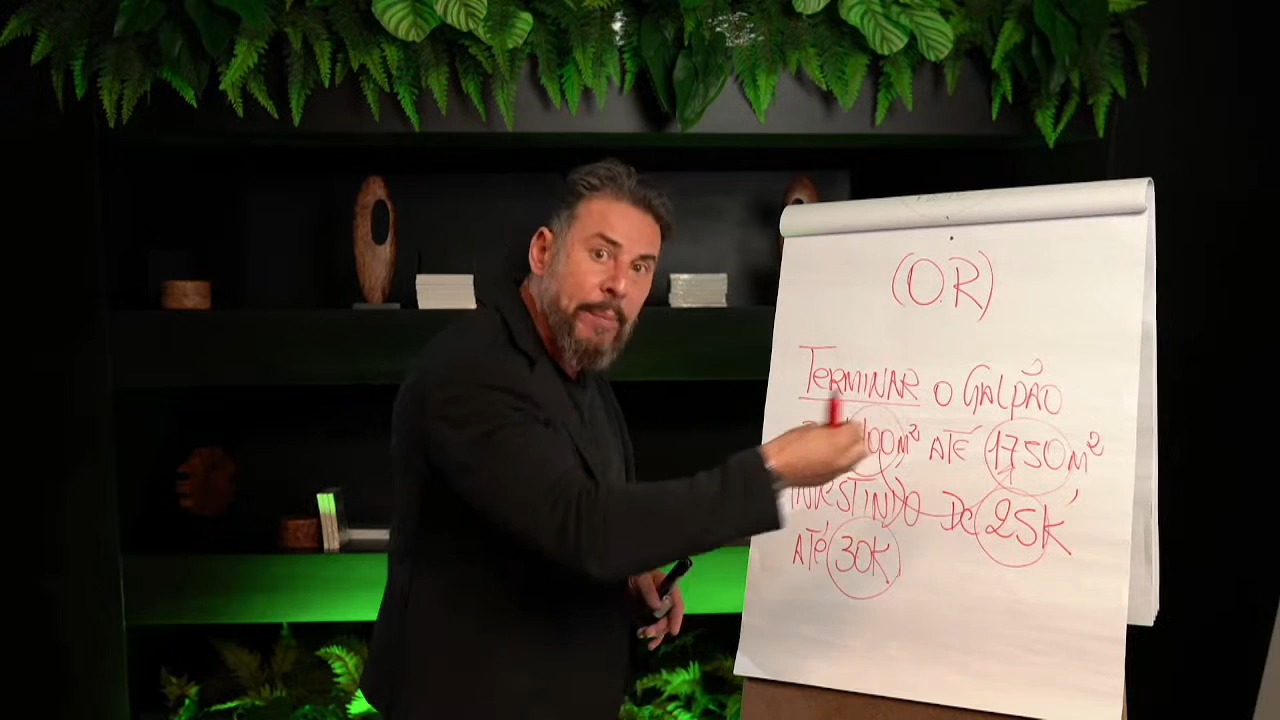 (O.R)
TERMINAR O GALPÃO
00m² ATÉ 1750m²,
INVESTINDO DE 25K
ATÉ 30K